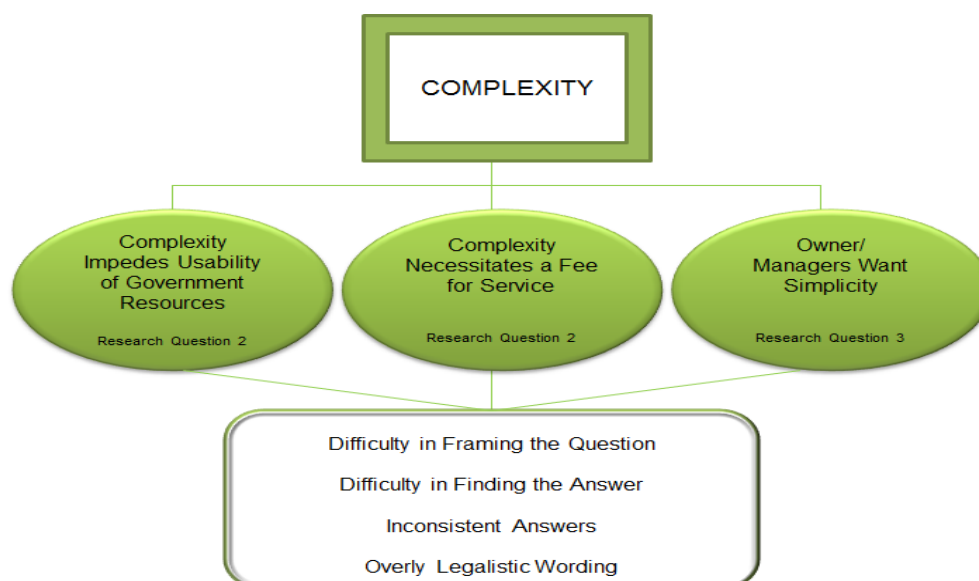 COMPLEXITY
Complexity
Impedes Usability
of Government
Resources
Research Question 2
Complexity
Necessitates a Fee
for Service
Research Question 2
Owner/
Managers Want
Simplicity
Research Question 3
Difficulty in Framing the Question
Difficulty in Finding the Answer
Inconsistent Answers
Overly Legalistic Wording